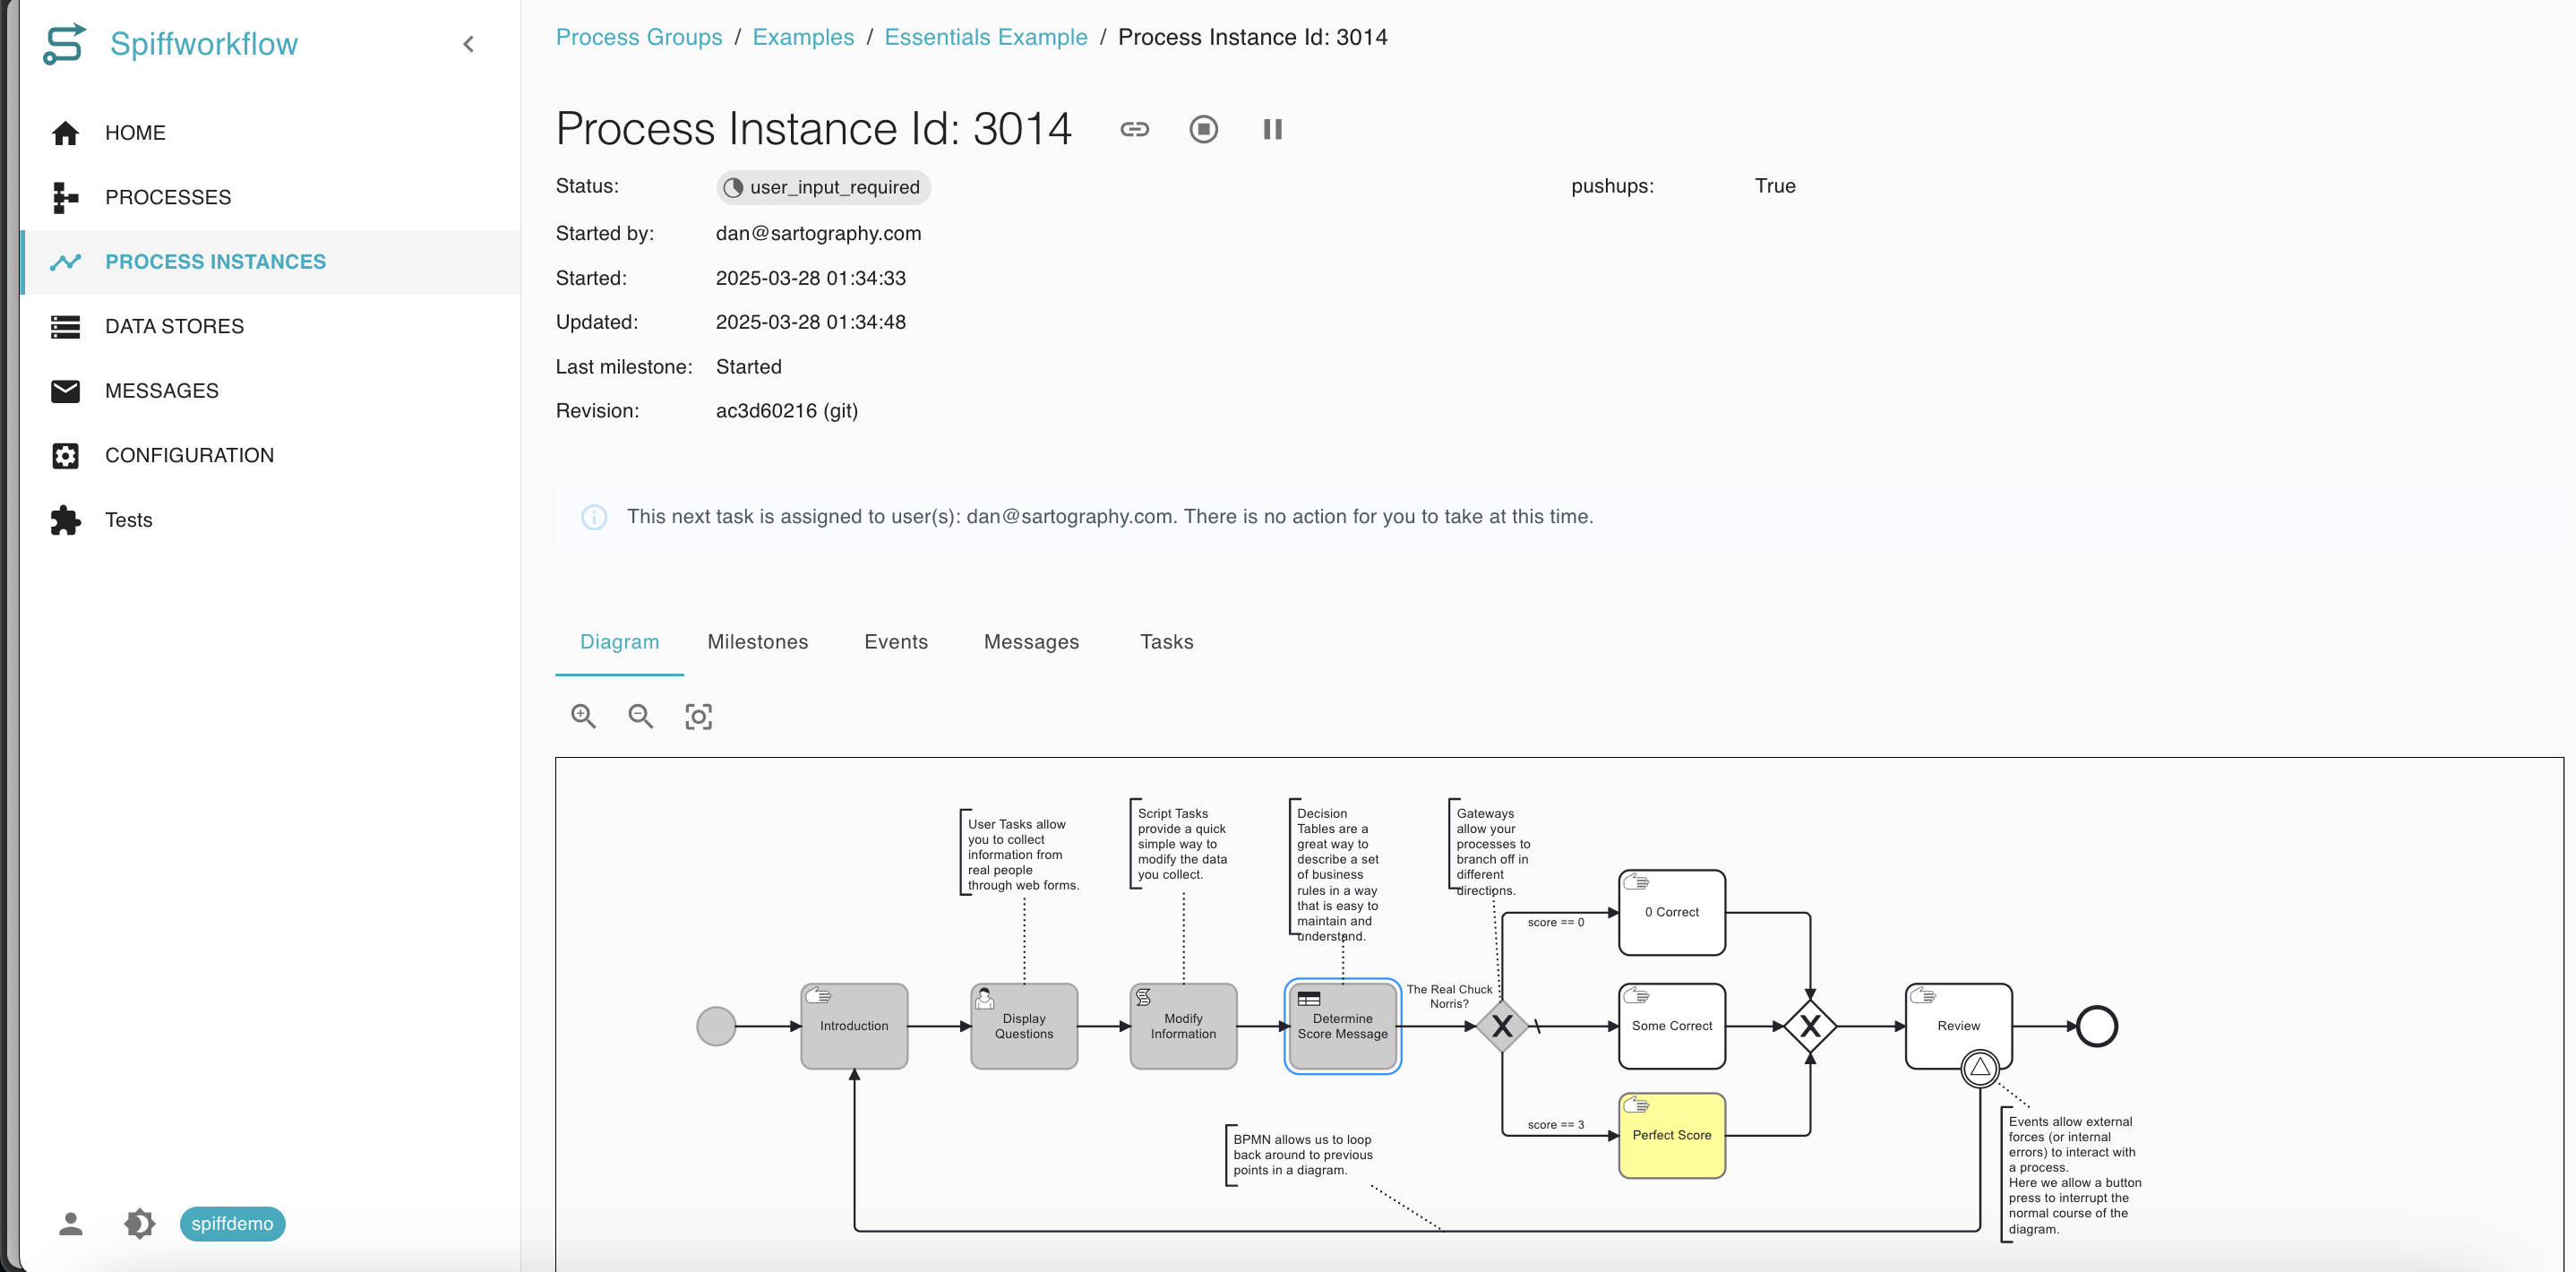 Spiffworkflow
HOME
PROCESSES
PROCESS INSTANCES
DATA STORES
MESSAGES
CONFIGURATION
Tests
spiffdemo
Process Groups / Examples / Essentials Example / Process Instance Id: 3014
Process Instance Id: 3014
Status: user_input_required
Started by: dan@sartography.com
Started: 2025-03-28 01:34:33
Updated: 2025-03-28 01:34:48
Last milestone: Started
Revision: ac3d60216 (git)
pushups: True
This next task is assigned to user(s): dan@sartography.com. There is no action for you to take at this time.
Diagram Milestones Events Messages Tasks
User Tasks allow
you to collect
information from
real people
through web forms.
Script Tasks
provide a quick
simple way to
modify the data
you collect.
Decision
Tables are a
great way to
describe a set
of business
rules in a way
that is easy to
maintain and
understand.
Gateways
allow your
processes to
branch off in
different
directions.
Introduction
Display
Questions
Modify
Information
Determine
Score Message
The Real Chuck
Norris?
score == 0
0 Correct
Some Correct
score == 3
Perfect Score
Review
BPMN allows us to loop
back around to previous
points in a diagram.
Events allow external
forces (or internal
errors) to interact with
a process.
Here we allow a button
press to interrupt the
normal course of the
diagram.